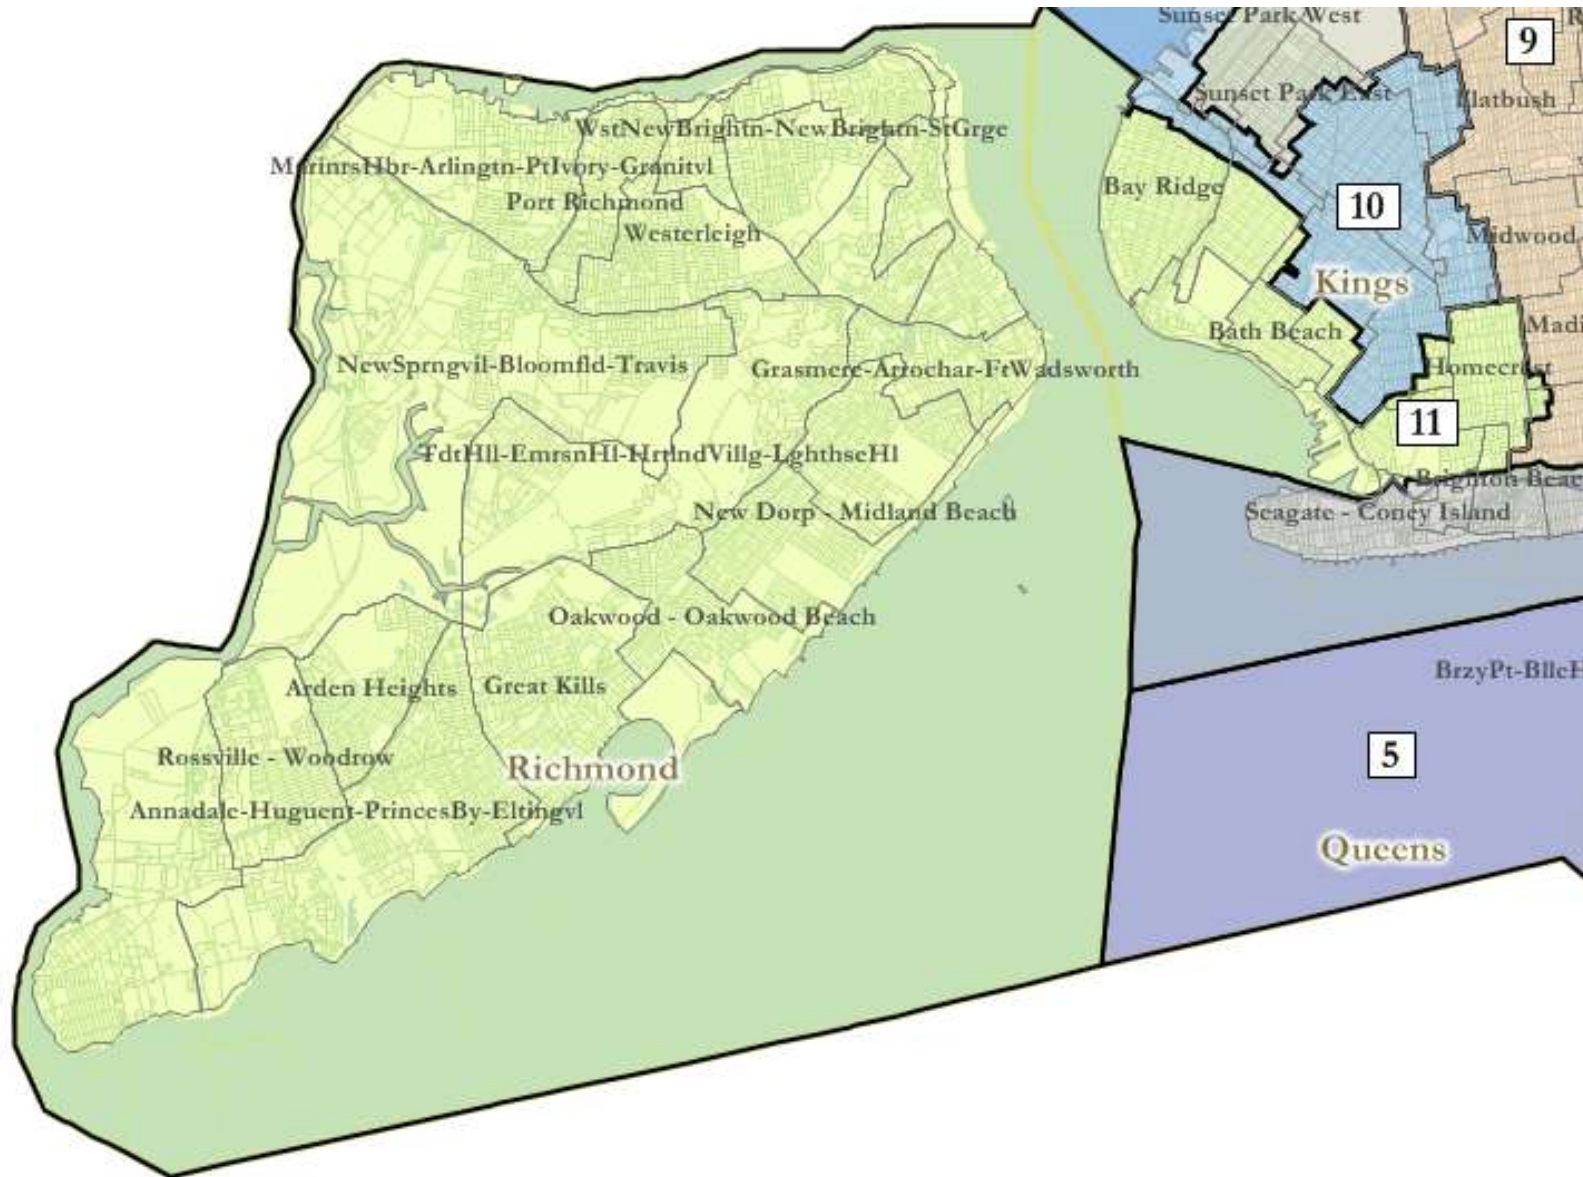 Sunset Park West
9
Sunset Park East
Flatbush
WstNewBrightn-NewBrightn-StGrge
MarinrsHbr-Arlingtn-PtIvory-Granitvl
Port Richmond
Bay Ridge
10
Westerleigh
Midwood
Kings
Bath Beach
Madi
NewSprngvil-Bloomfld-Travis
Grasmere-Arrochar-FtWadsworth
Homecrest
11
TdtHll-EmrsnHl-HrtlndVillg-LghthseHl
Brighton Beac
New Dorp - Midland Beach
Seagate - Coney Island
Oakwood - Oakwood Beach
BrzyPt-BlleH
Arden Heights
Great Kills
Rossville - Woodrow
Richmond
5
Annadale-Huguent-PrincesBy-Eltingvl
Queens